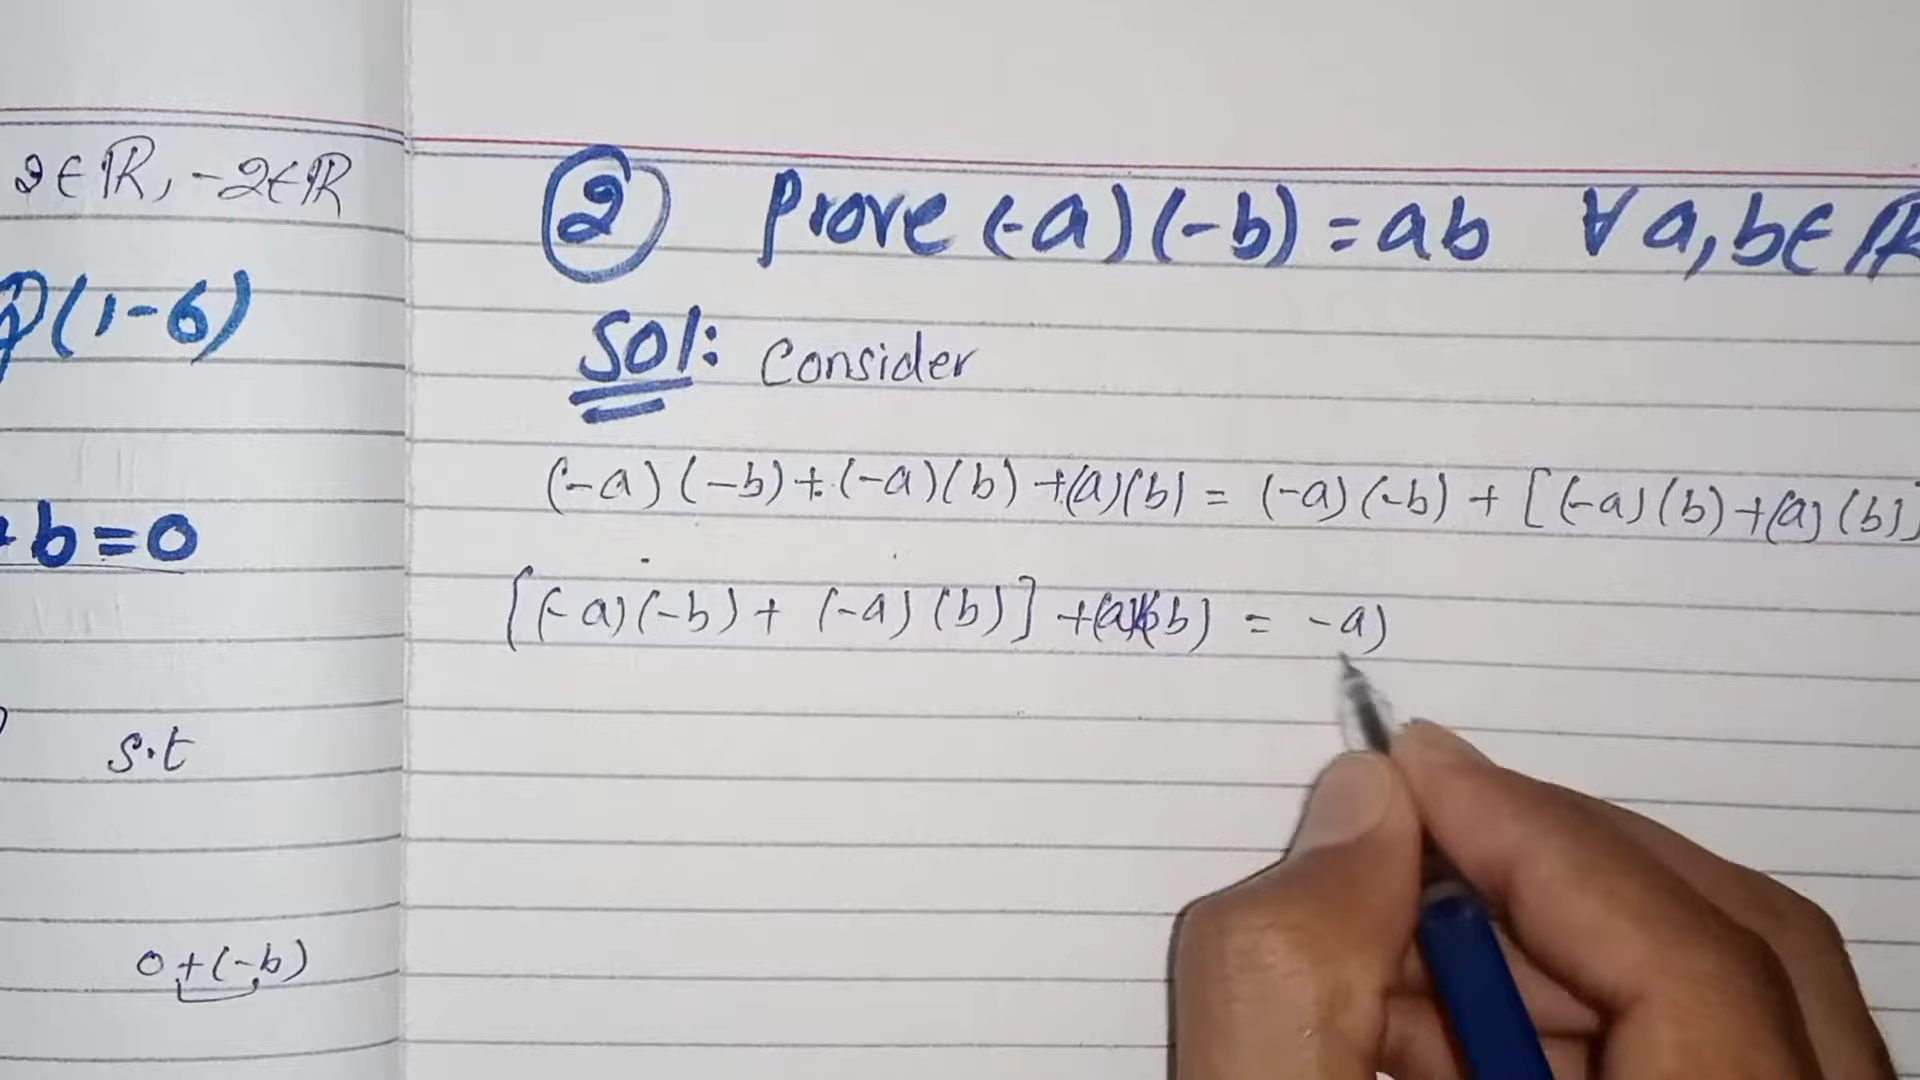 2 ∈ ℝ, -2 ∈ ℝ
(1-6)
b = 0
s.t
0 + (-b)
② Prove (-a)(-b) = ab ∀ a, b ∈ ℝ
Sol: Consider
(-a)(-b) + (-a)(b) + (a)(b) = (-a)(-b) + [(-a)(b) + (a)(b)]
[(-a)(-b) + (-a)(b)] + (a)(b) = -a)